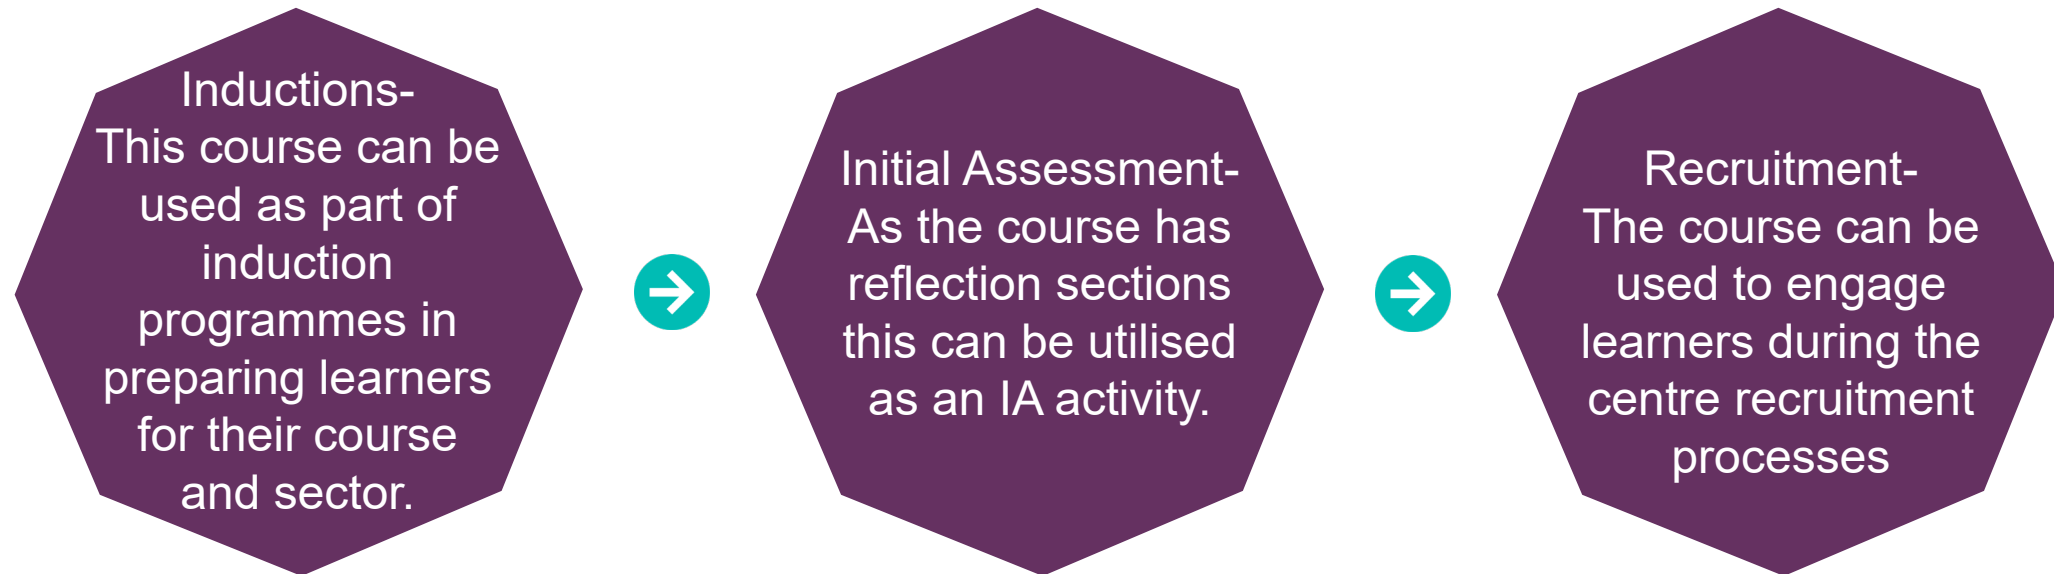 Inductions-
This course can be
used as part of
induction
programmes in
preparing learners
for their course
and sector.
Initial Assessment-
As the course has
reflection sections
this can be utilised
as an IA activity.
Recruitment-
The course can be
used to engage
learners during the
centre recruitment
processes